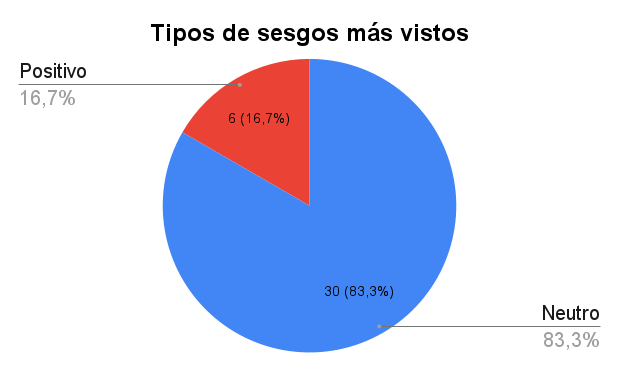 Tipos de sesgos más vistos
Positivo
16,7%
6 (16,7%)
30 (83,3%)
Neutro
83,3%